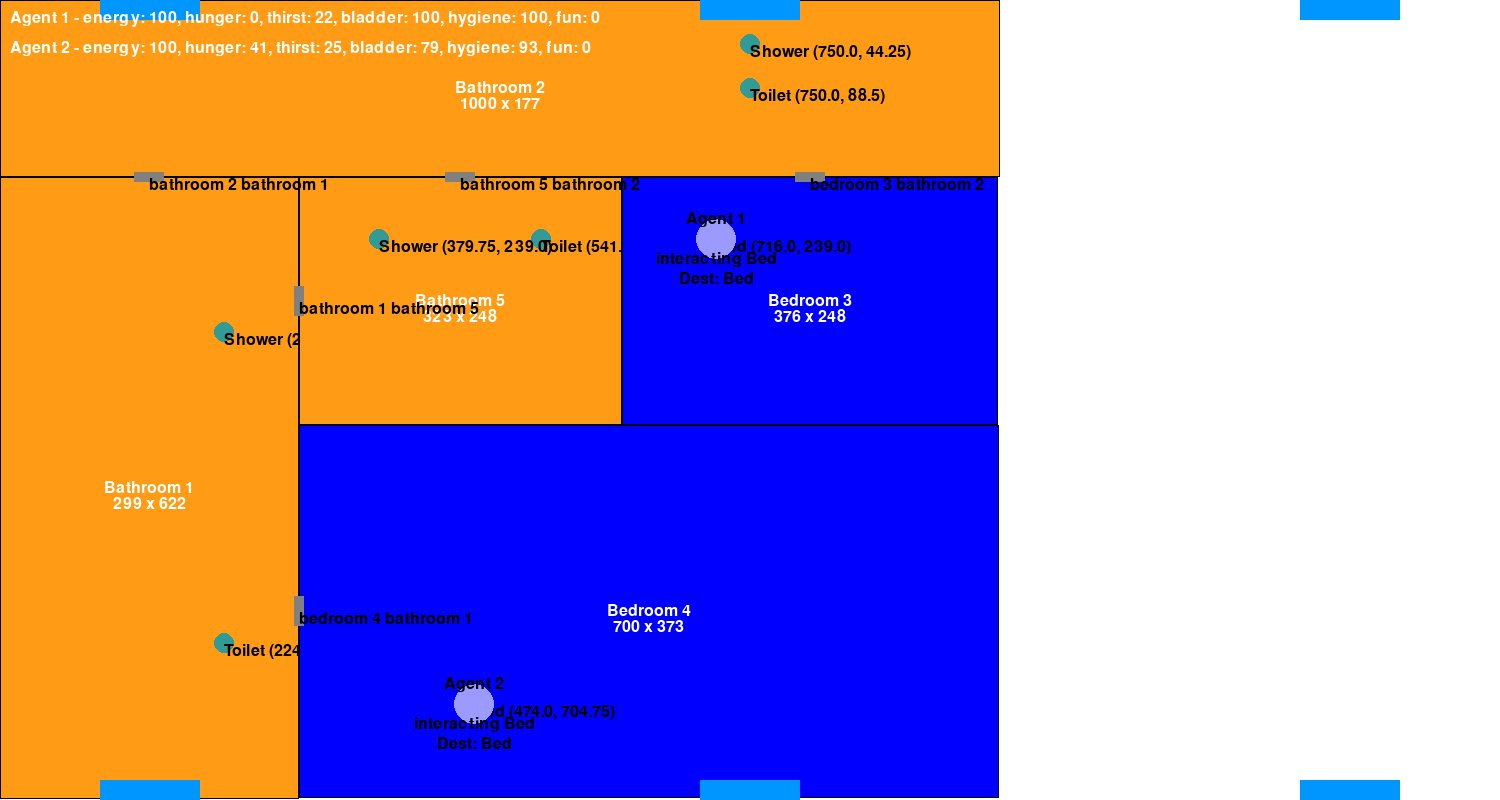 Agent 1 - energy: 100, hunger: 0, thirst: 22, bladder: 100, hygiene: 100, fun: 0
Agent 2 - energy: 100, hunger: 41, thirst: 25, bladder: 79, hygiene: 93, fun: 0
Shower (750.0, 44.25)
Bathroom 2
1000 x 177
Toilet (750.0, 88.5)
bathroom 2 bathroom 1
bathroom 5 bathroom 2
bedroom 3 bathroom 2
Agent 1
Shower (379.75, 239.0)
Toilet (541.
d (716.0, 239.0)
interacting Bed
Dest: Bed
Bathroom 5
323 x 248
Bedroom 3
376 x 248
bathroom 1 bathroom 5
Shower (2
Bathroom 1
299 x 622
Bedroom 4
700 x 373
bedroom 4 bathroom 1
Toilet (224
Agent 2
d (474.0, 704.75)
interacting Bed
Dest: Bed